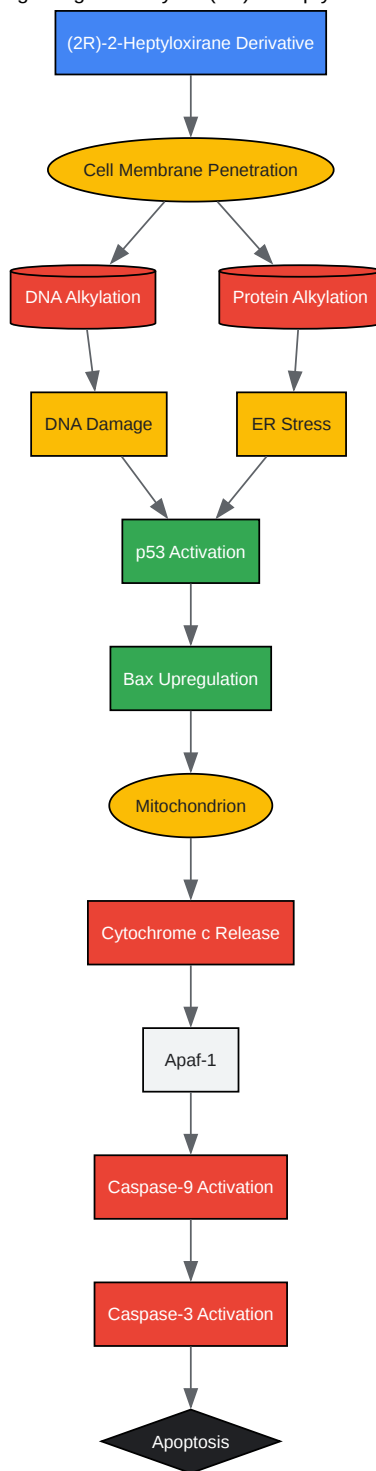 (2R)-2-Heptyloxirane Derivative
Cell Membrane Penetration
DNA Alkylation
Protein Alkylation
DNA Damage
ER Stress
p53 Activation
Bax Upregulation
Mitochondrion
Cytochrome c Release
Apaf-1
Caspase-9 Activation
Caspase-3 Activation
Apoptosis